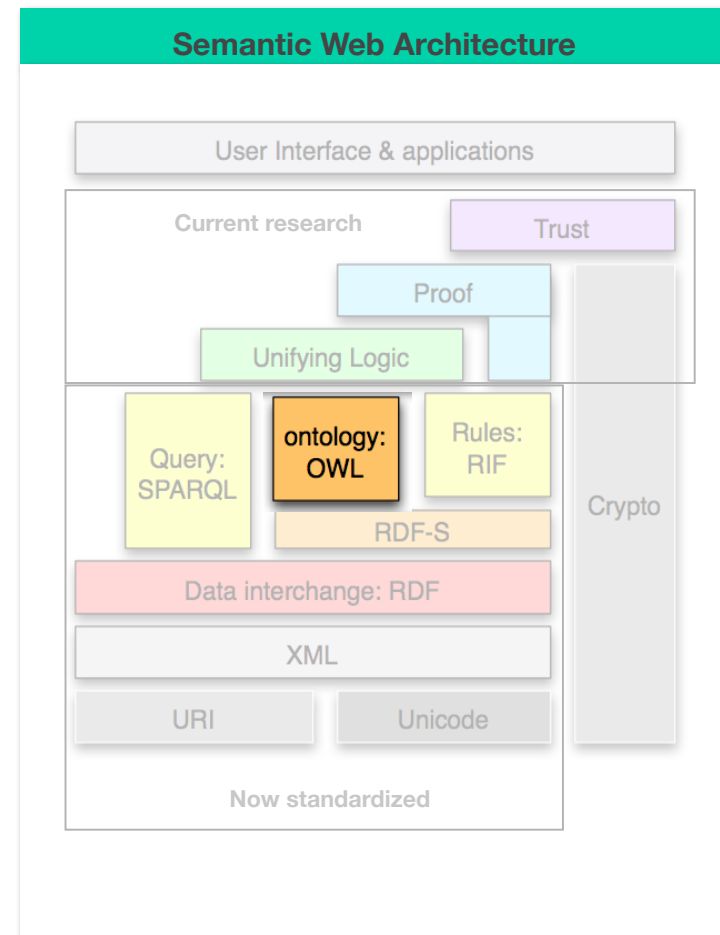 Semantic Web Architecture
User Interface & applications
Current research
Trust
Proof
Unifying Logic
Query:
SPARQL
ontology:
OWL
Rules:
RIF
Crypto
RDF-S
Data interchange: RDF
XML
URI
Unicode
Now standardized